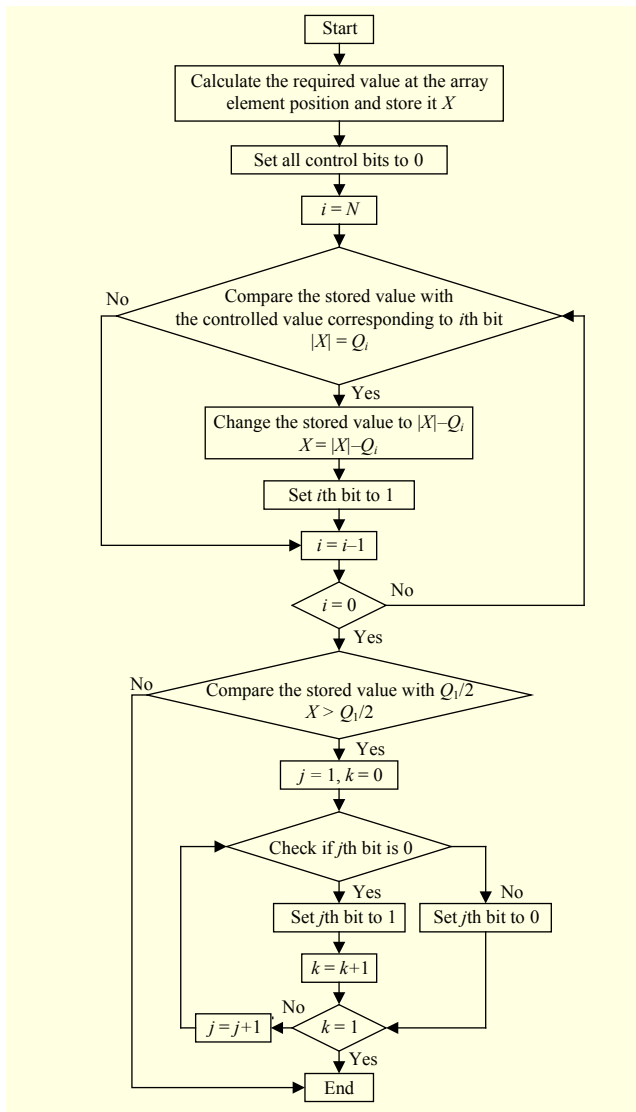 Start
Calculate the required value at the array
element position and store it X
Set all control bits to 0
i = N
No
Compare the stored value with
the controlled value corresponding to ith bit
|X| = Qi
Yes
Change the stored value to |X|–Qi
X = |X|–Qi
Set ith bit to 1
i = i–1
i = 0
No
Yes
No
Compare the stored value with Q1/2
X > Q1/2
Yes
j = 1, k = 0
Check if jth bit is 0
Yes
No
Set jth bit to 1
Set jth bit to 0
k = k+1
No
j = j+1
k = 1
Yes
End